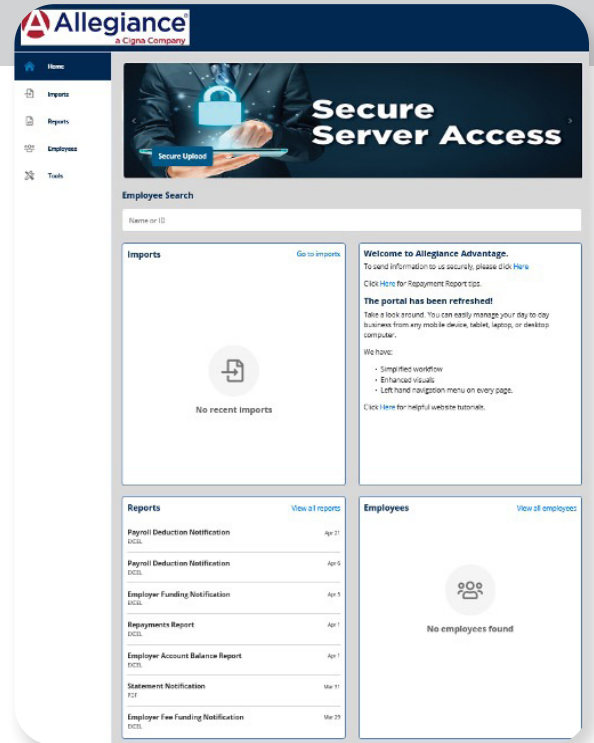 Allegiance
a Cigna Company
Home
Imports
Reports
Employees
Tools
Secure
Server Access
Secure Upload
Employee Search
Name or ID
Imports
Go to imports
No recent imports
Welcome to Allegiance Advantage.
To send information to us securely, please click Here
Click Here for Repayment Report tips.
The portal has been refreshed!
Take a look around. You can easily manage your day to day
business from any mobile device, tablet, laptop, or desktop
computer.
We have:
• Simplified workflow
• Enhanced visuals
• Left hand navigation menu on every page.
Click Here for helpful website tutorials.
Reports
View all reports
Payroll Deduction Notification
Apr 21
EXCEL
Payroll Deduction Notification
Apr 6
EXCEL
Employer Funding Notification
Apr 5
EXCEL
Repayments Report
Apr 1
EXCEL
Employer Account Balance Report
Apr 1
EXCEL
Statement Notification
Mar 31
PDF
Employer Fee Funding Notification
Mar 29
EXCEL
Employees
View all employees
No employees found